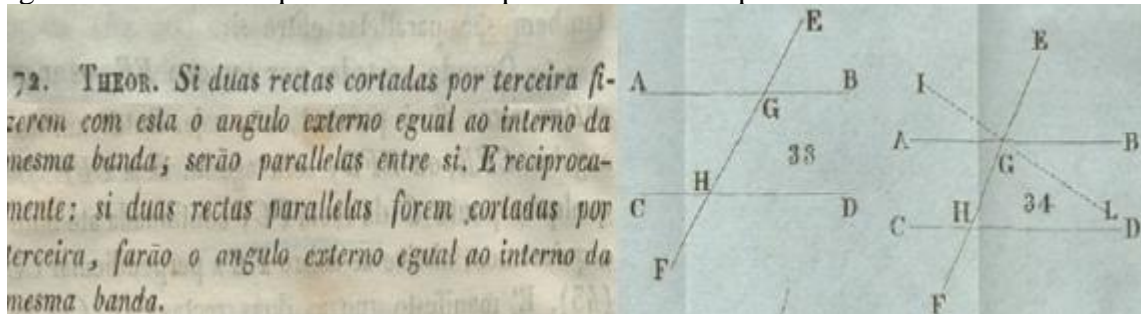 72. THEOR. Si duas rectas cortadas por terceira fi-
zerem com esta o angulo externo egual ao interno da
mesma banda, serão parallelas entre si. E reciproca-
mente: si duas rectas parallelas forem cortadas por
terceira, farão o angulo externo egual ao interno da
mesma banda.
E
A B
G
33
H
C D
F
E
I
A B
G
34
H L
C D
F